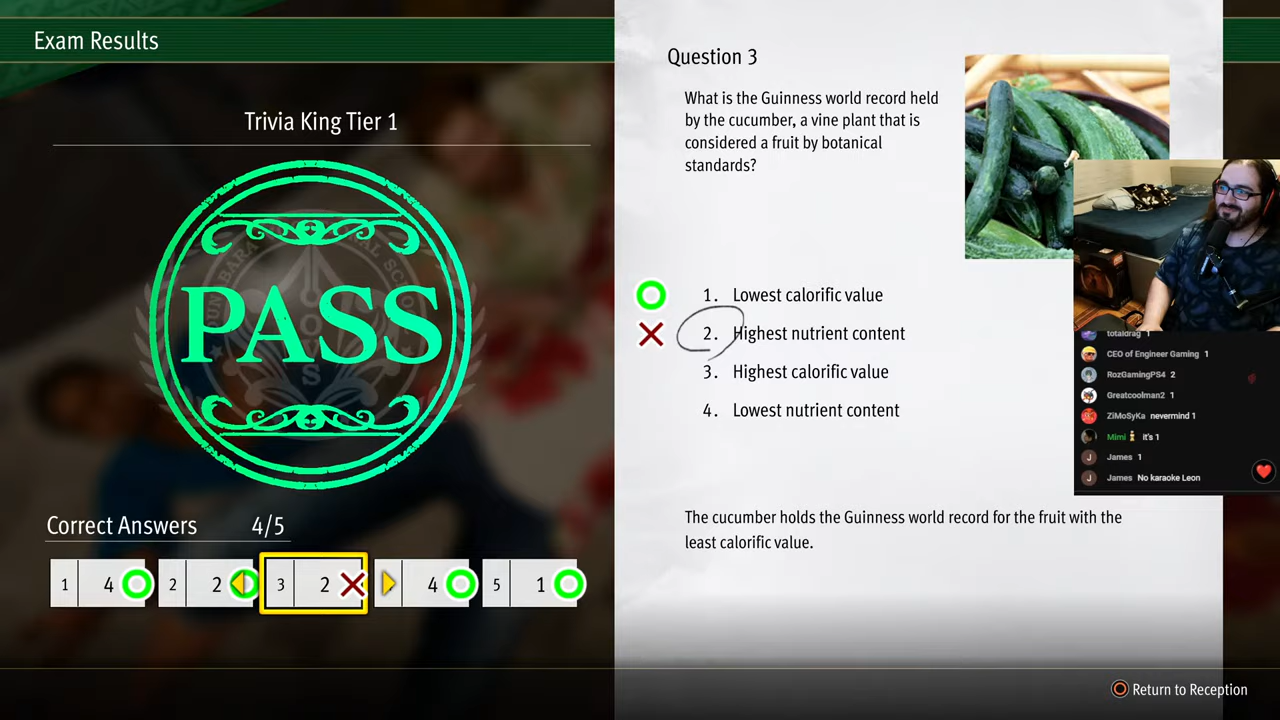 Exam Results
Trivia King Tier 1
PASS
Correct Answers 4/5
1 4
2 2
3 2
4
5 1
Question 3
What is the Guinness world record held
by the cucumber, a vine plant that is
considered a fruit by botanical
standards?
1. Lowest calorific value
2. Highest nutrient content
3. Highest calorific value
4. Lowest nutrient content
The cucumber holds the Guinness world record for the fruit with the
least calorific value.
totaldrag 1
CEO of Engineer Gaming 1
RozGamingPS4 2
Greatcoolman2 1
ZiMoSyKa nevermind 1
Mimi it's 1
J James 1
J James No karaoke Leon
Return to Reception